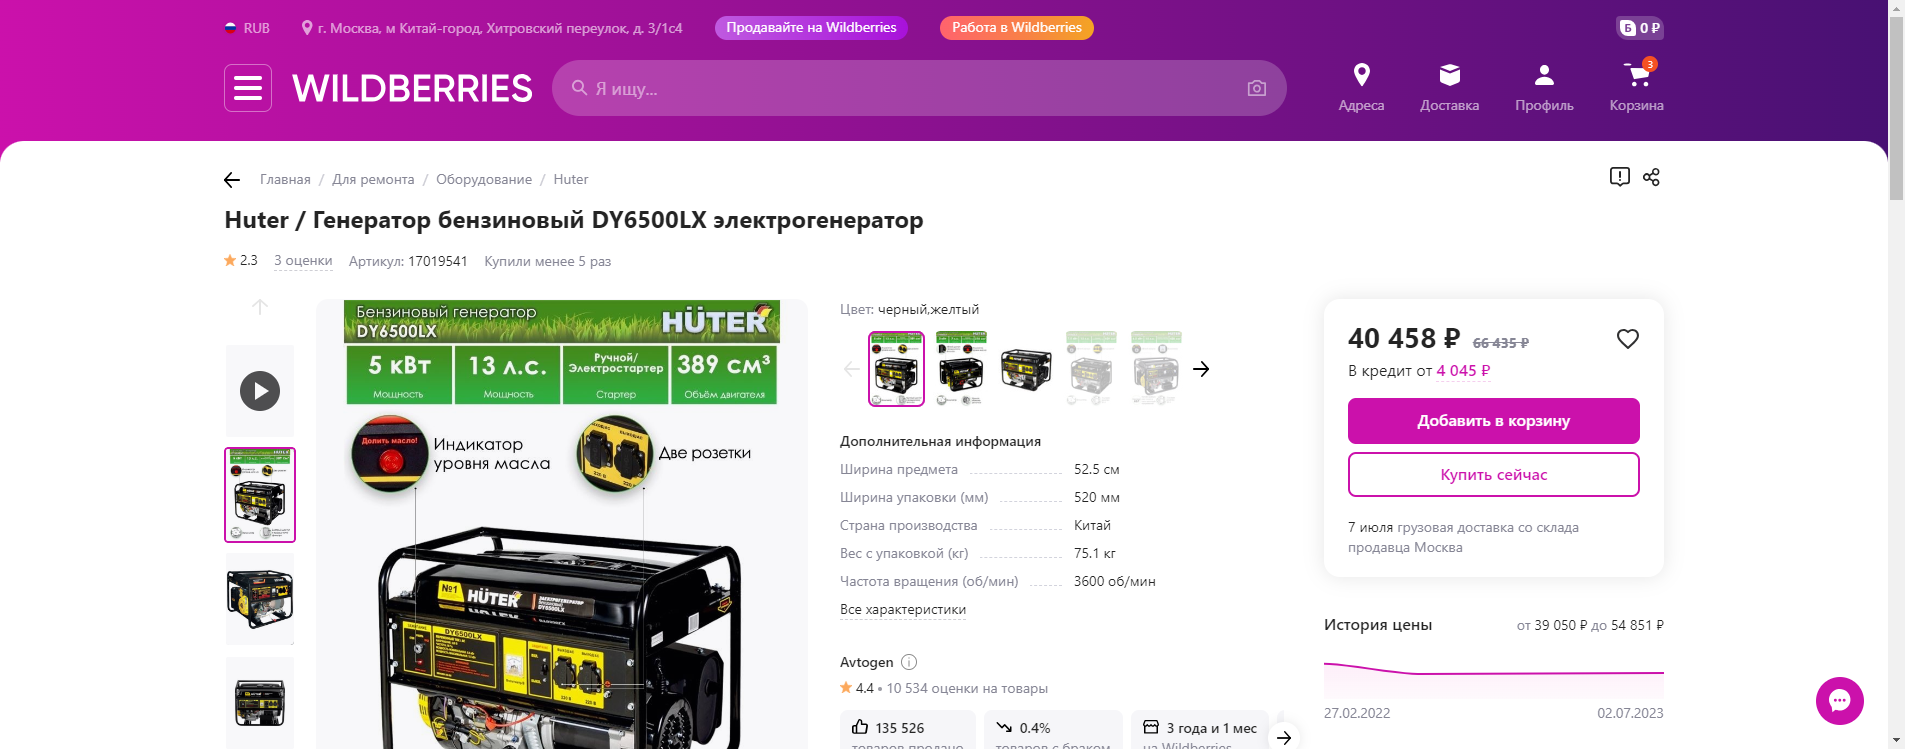 RUB
г. Москва, м Китай-город, Хитровский переулок, д. 3/1с4
Продавайте на Wildberries
Работа в Wildberries
Б 0 ₽
WILDBERRIES
Я ищу...
Адреса
Доставка
Профиль
3
Корзина
Главная / Для ремонта / Оборудование / Huter
Huter / Генератор бензиновый DY6500LX электрогенератор
2.3
3 оценки
Артикул: 17019541
Купили менее 5 раз
Бензиновый генератор
DY6500LX
HÜTER
5 кВт
Мощность
13 л.с.
Мощность
Ручной/
Электростартер
Стартер
389 см³
Объём двигателя
Долить масло!
Индикатор
уровня масла
Две розетки
№1
HÜTER
ЭЛЕКТРОГЕНЕРАТОР
БЕНЗИНОВЫЙ
DY6500LX
DY6500LX
Цвет: черный,желтый
Дополнительная информация
Ширина предмета 52.5 см
Ширина упаковки (мм) 520 мм
Страна производства Китай
Вес с упаковкой (кг) 75.1 кг
Частота вращения (об/мин) 3600 об/мин
Все характеристики
Avtogen
4.4 • 10 534 оценки на товары
135 526
товаров продано
0.4%
товаров с браком
3 года и 1 мес
на Wildberries
40 458 ₽ 66 435 ₽
В кредит от 4 045 ₽
Добавить в корзину
Купить сейчас
7 июля грузовая доставка со склада
продавца Москва
История цены
от 39 050 ₽ до 54 851 ₽
27.02.2022
02.07.2023